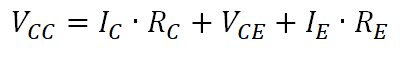 V_CC = I_C · R_C + V_CE + I_E · R_E